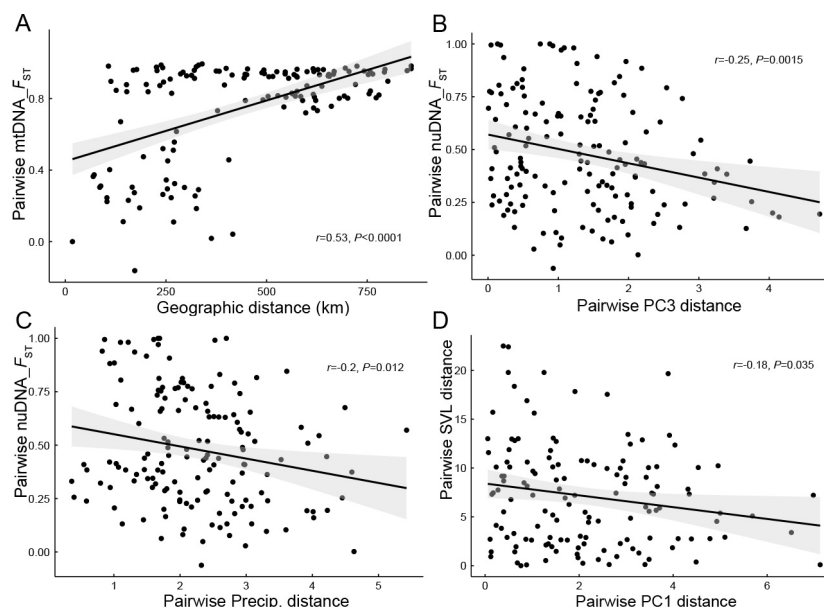 A
Pairwise mtDNA_FST
0.8
0.4
0.0
r=0.53, P<0.0001
0
250
500
750
Geographic distance (km)
B
Pairwise nuDNA_FST
1.00
0.75
0.50
0.25
0.00
r=-0.25, P=0.0015
0
1
2
3
4
Pairwise PC3 distance
C
Pairwise nuDNA_FST
1.00
0.75
0.50
0.25
0.00
r=-0.2, P=0.012
1
2
3
4
5
Pairwise Precip. distance
D
Pairwise SVL distance
20
15
10
5
0
r=-0.18, P=0.035
0
2
4
6
Pairwise PC1 distance